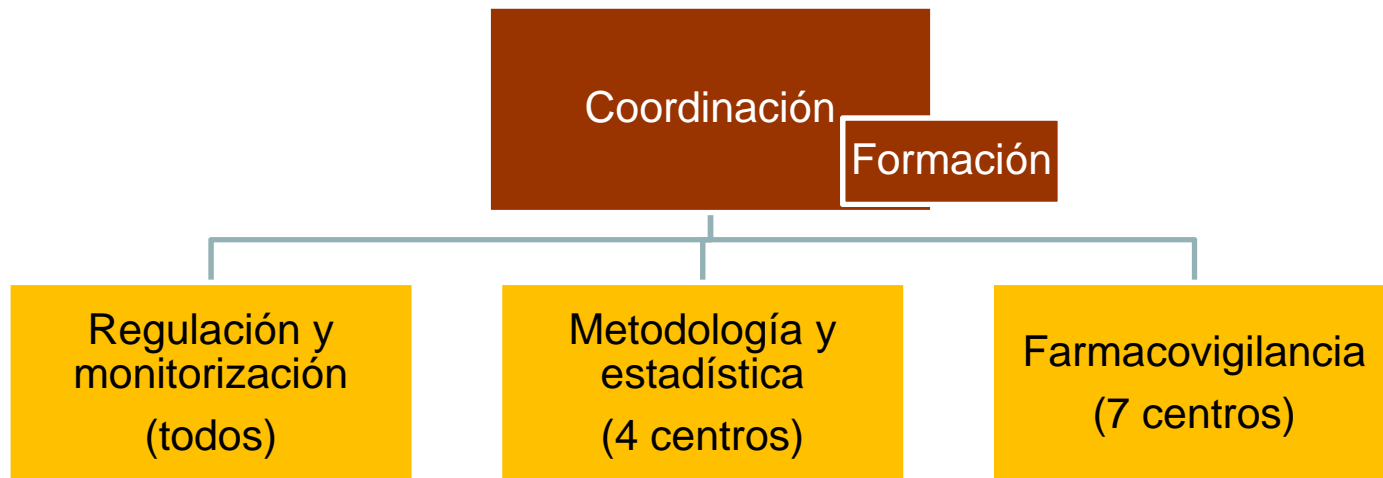 Coordinación
Formación
Regulación y
monitorización
(todos)
Metodología y
estadística
(4 centros)
Farmacovigilancia
(7 centros)